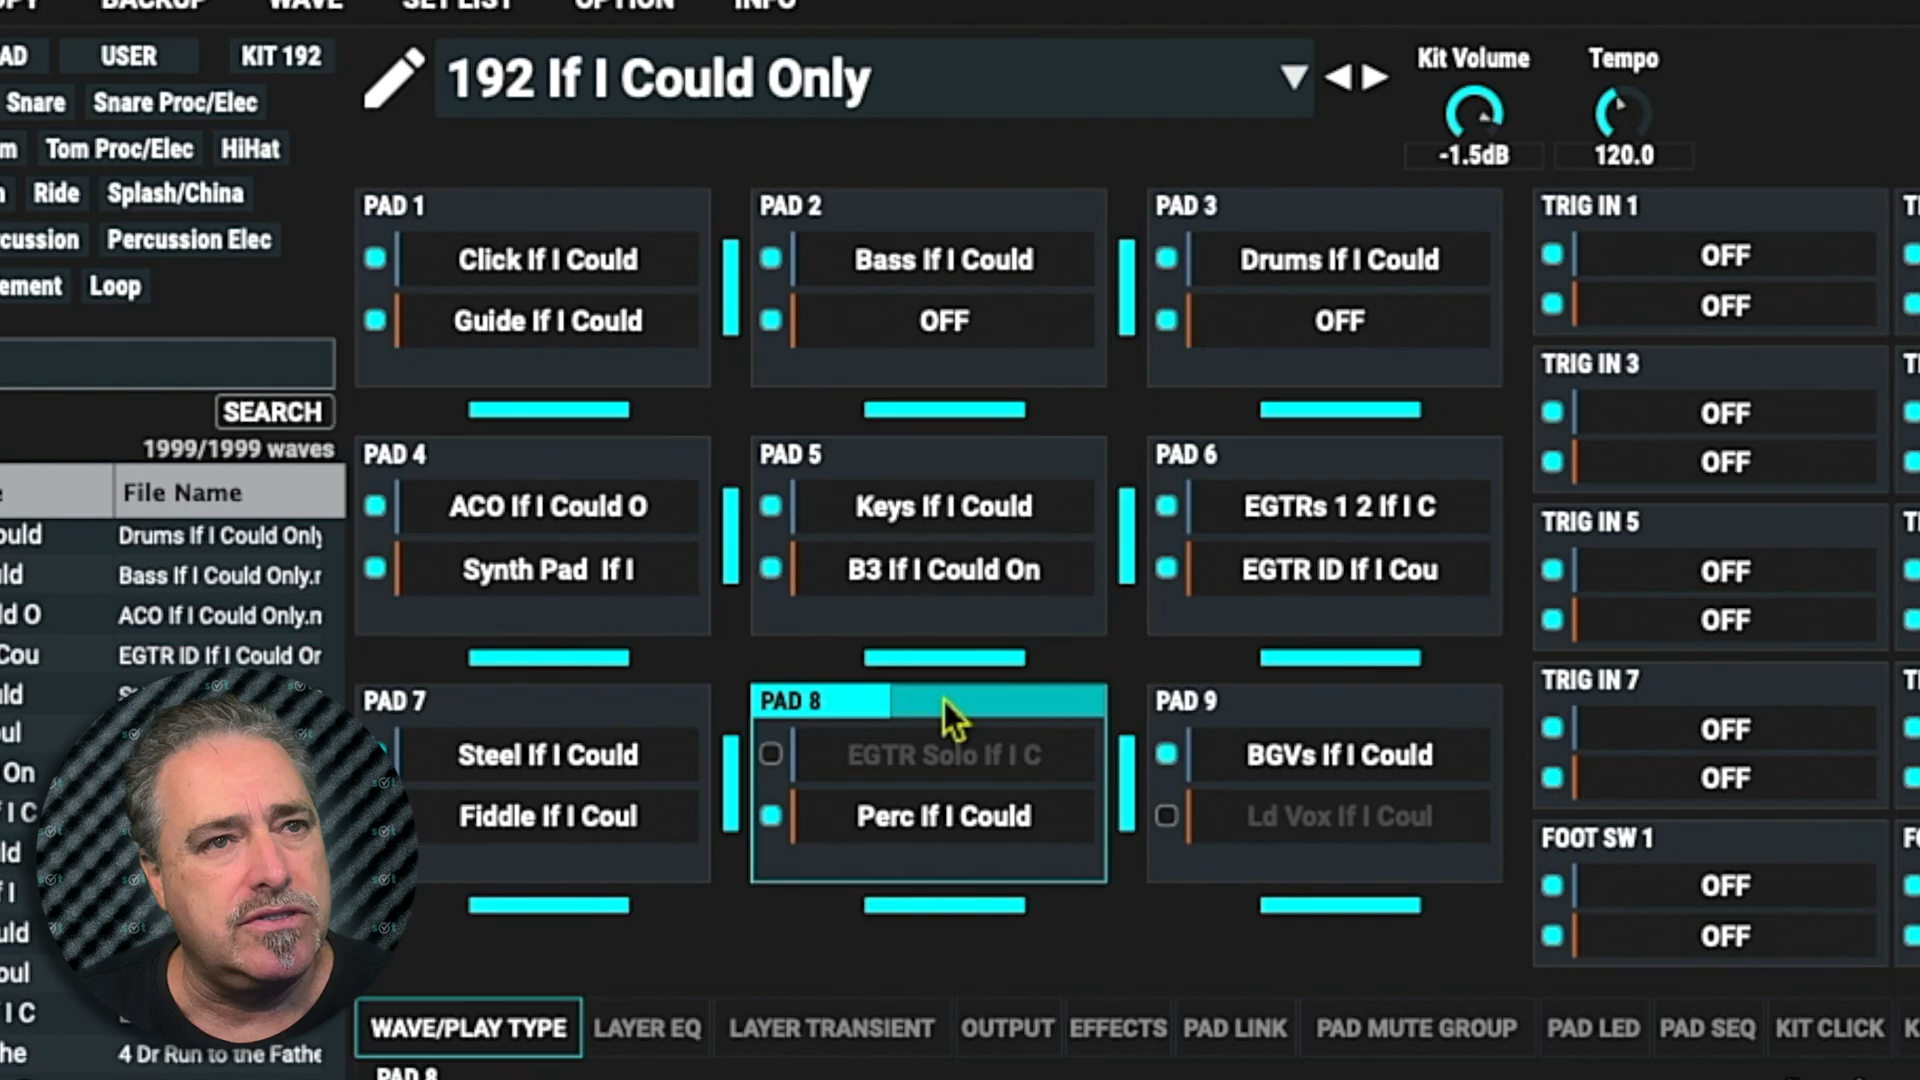 BACKUP WAVE SET LIST OPTION INFO
USER KIT 192
Snare Snare Proc/Elec
Tom Proc/Elec HiHat
Ride Splash/China
Percussion Elec
Loop
SEARCH
1999/1999 waves
File Name
Drums If I Could Only
Bass If I Could Only.r
ACO If I Could Only.n
EGTR ID If I Could Or
4 Dr Run to the Fathe
192 If I Could Only
Kit Volume
-1.5dB
Tempo
120.0
PAD 1
Click If I Could
Guide If I Could
PAD 2
Bass If I Could
OFF
PAD 3
Drums If I Could
OFF
PAD 4
ACO If I Could O
Synth Pad If I
PAD 5
Keys If I Could
B3 If I Could On
PAD 6
EGTRs 1 2 If I C
EGTR ID If I Cou
PAD 7
Steel If I Could
Fiddle If I Coul
PAD 8
EGTR Solo If I C
Perc If I Could
PAD 9
BGVs If I Could
Ld Vox If I Coul
TRIG IN 1
OFF
OFF
TRIG IN 3
OFF
OFF
TRIG IN 5
OFF
OFF
TRIG IN 7
OFF
OFF
FOOT SW 1
OFF
OFF
WAVE/PLAY TYPE LAYER EQ LAYER TRANSIENT OUTPUT EFFECTS PAD LINK PAD MUTE GROUP PAD LED PAD SEQ KIT CLICK
PAD 8